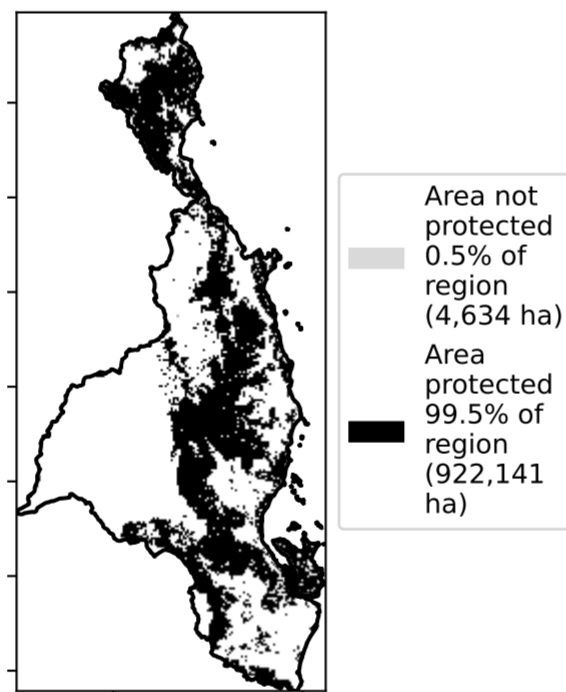 Area not
protected
0.5% of
region
(4,634 ha)
Area
protected
99.5% of
region
(922,141
ha)